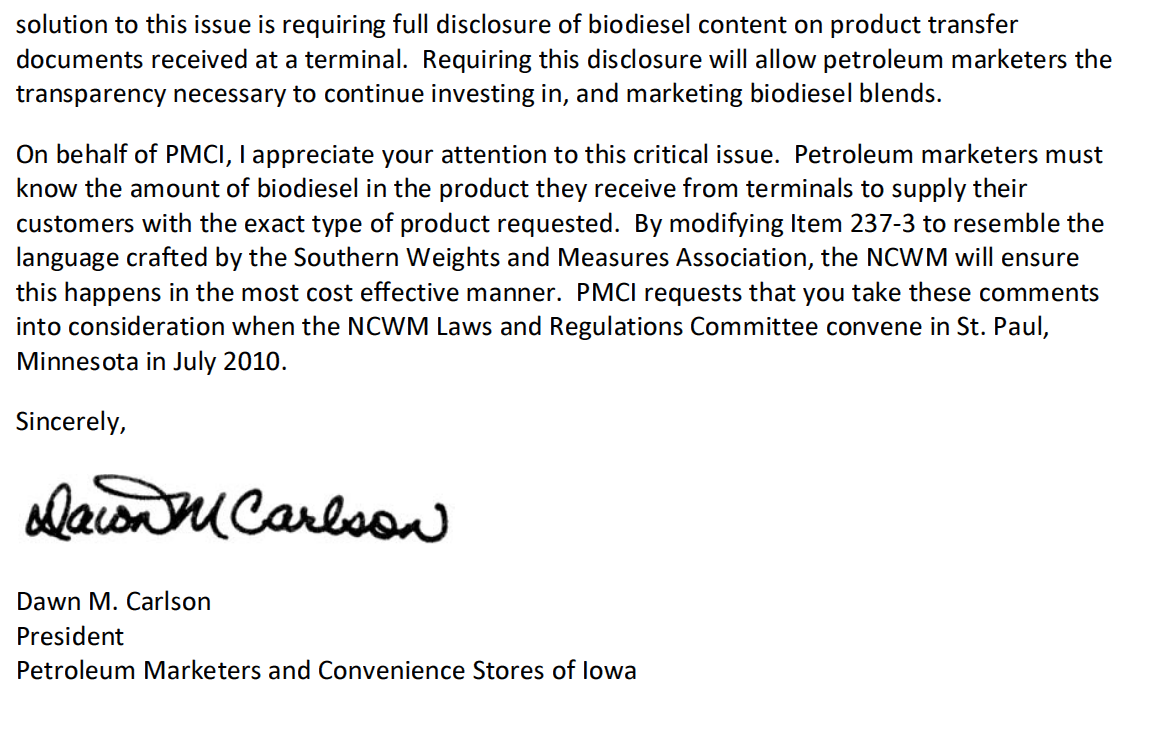 solution to this issue is requiring full disclosure of biodiesel content on product transfer
documents received at a terminal.  Requiring this disclosure will allow petroleum marketers the
transparency necessary to continue investing in, and marketing biodiesel blends.
On behalf of PMCI, I appreciate your attention to this critical issue.  Petroleum marketers must
know the amount of biodiesel in the product they receive from terminals to supply their
customers with the exact type of product requested.  By modifying Item 237-3 to resemble the
language crafted by the Southern Weights and Measures Association, the NCWM will ensure
this happens in the most cost effective manner.  PMCI requests that you take these comments
into consideration when the NCWM Laws and Regulations Committee convene in St. Paul,
Minnesota in July 2010.
Sincerely,
Dawn M Carlson
Dawn M. Carlson
President
Petroleum Marketers and Convenience Stores of Iowa